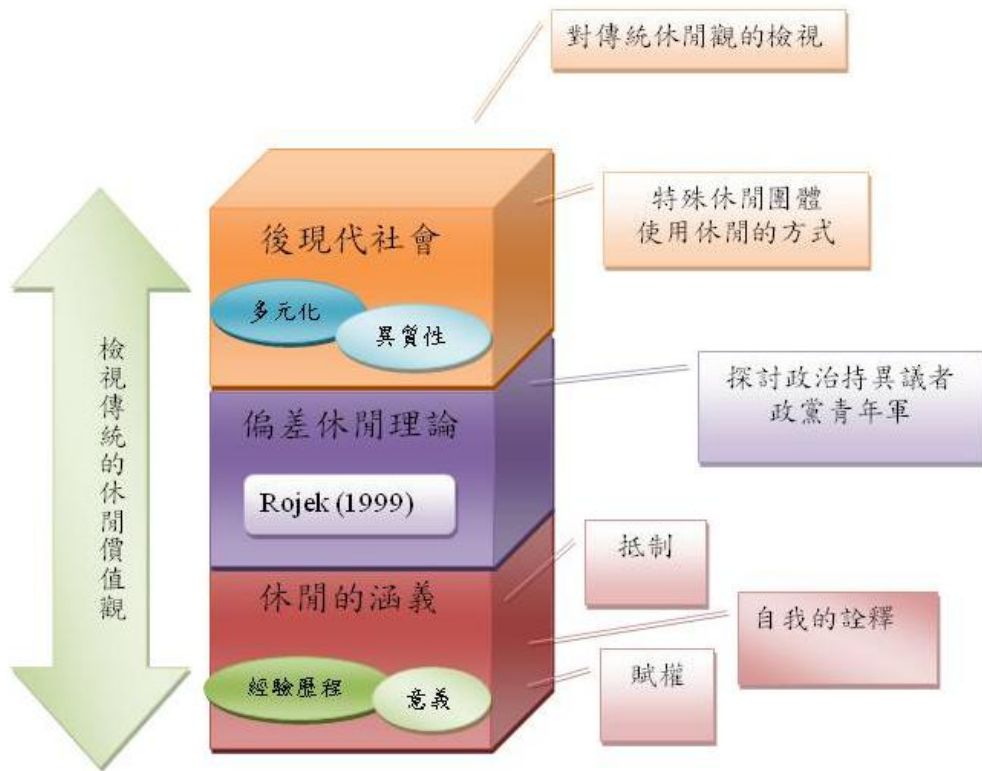 對傳統休閒觀的檢視
特殊休閒團體
使用休閒的方式
後現代社會
多元化
異質性
檢視傳統的休閒價值觀
探討政治持異議者
政黨青年軍
偏差休閒理論
Rojek (1999)
抵制
休閒的涵義
自我的詮釋
賦權
經驗歷程
意義